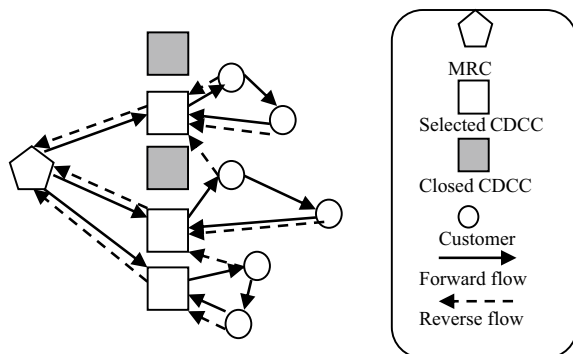 MRC
Selected CDCC
Closed CDCC
Customer
Forward flow
Reverse flow